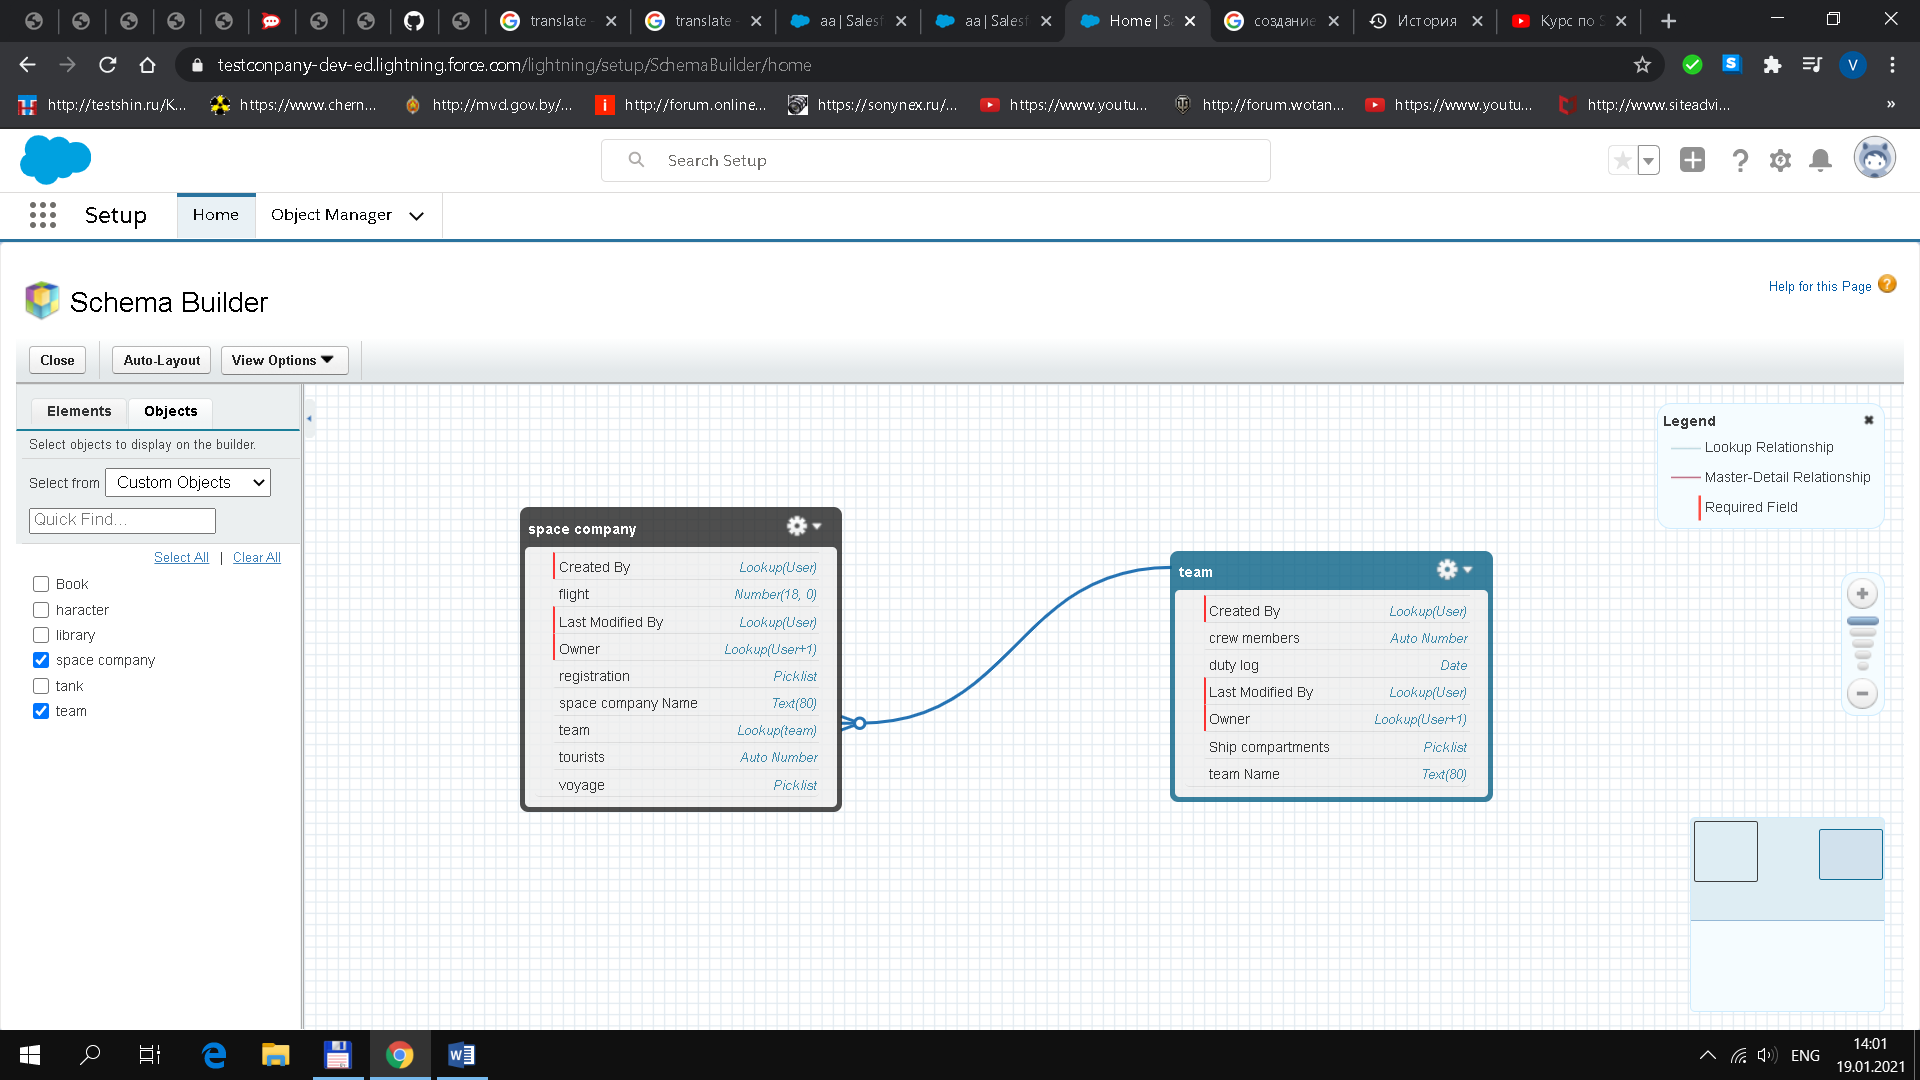 translate -
translate -
aa | Salesf
aa | Salesf
Home | Sa
создание
История
Курс по S
testconpany-dev-ed.lightning.force.com/lightning/setup/SchemaBuilder/home
S
V
http://testshin.ru/K...
https://www.chern...
http://mvd.gov.by/...
http://forum.online...
https://sonynex.ru/...
https://www.youtu...
http://forum.wotan...
https://www.youtu...
http://www.siteadvi...
»
Search Setup
Setup
Home
Object Manager
Schema Builder
Help for this Page
Close
Auto-Layout
View Options
Elements
Objects
Select objects to display on the builder.
Select from
Custom Objects
Quick Find...
Select All | Clear All
Book
haracter
library
space company
tank
team
space company
Created By Lookup(User)
flight Number(18, 0)
Last Modified By Lookup(User)
Owner Lookup(User+1)
registration Picklist
space company Name Text(80)
team Lookup(team)
tourists Auto Number
voyage Picklist
team
Created By Lookup(User)
crew members Auto Number
duty log Date
Last Modified By Lookup(User)
Owner Lookup(User+1)
Ship compartments Picklist
team Name Text(80)
Legend
Lookup Relationship
Master-Detail Relationship
Required Field
ENG
14:01
19.01.2021